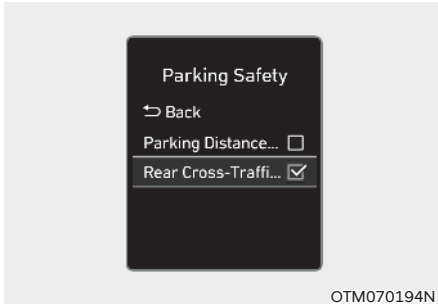 Parking Safety
Back
Parking Distance...
Rear Cross-Traffi...
OTM070194N